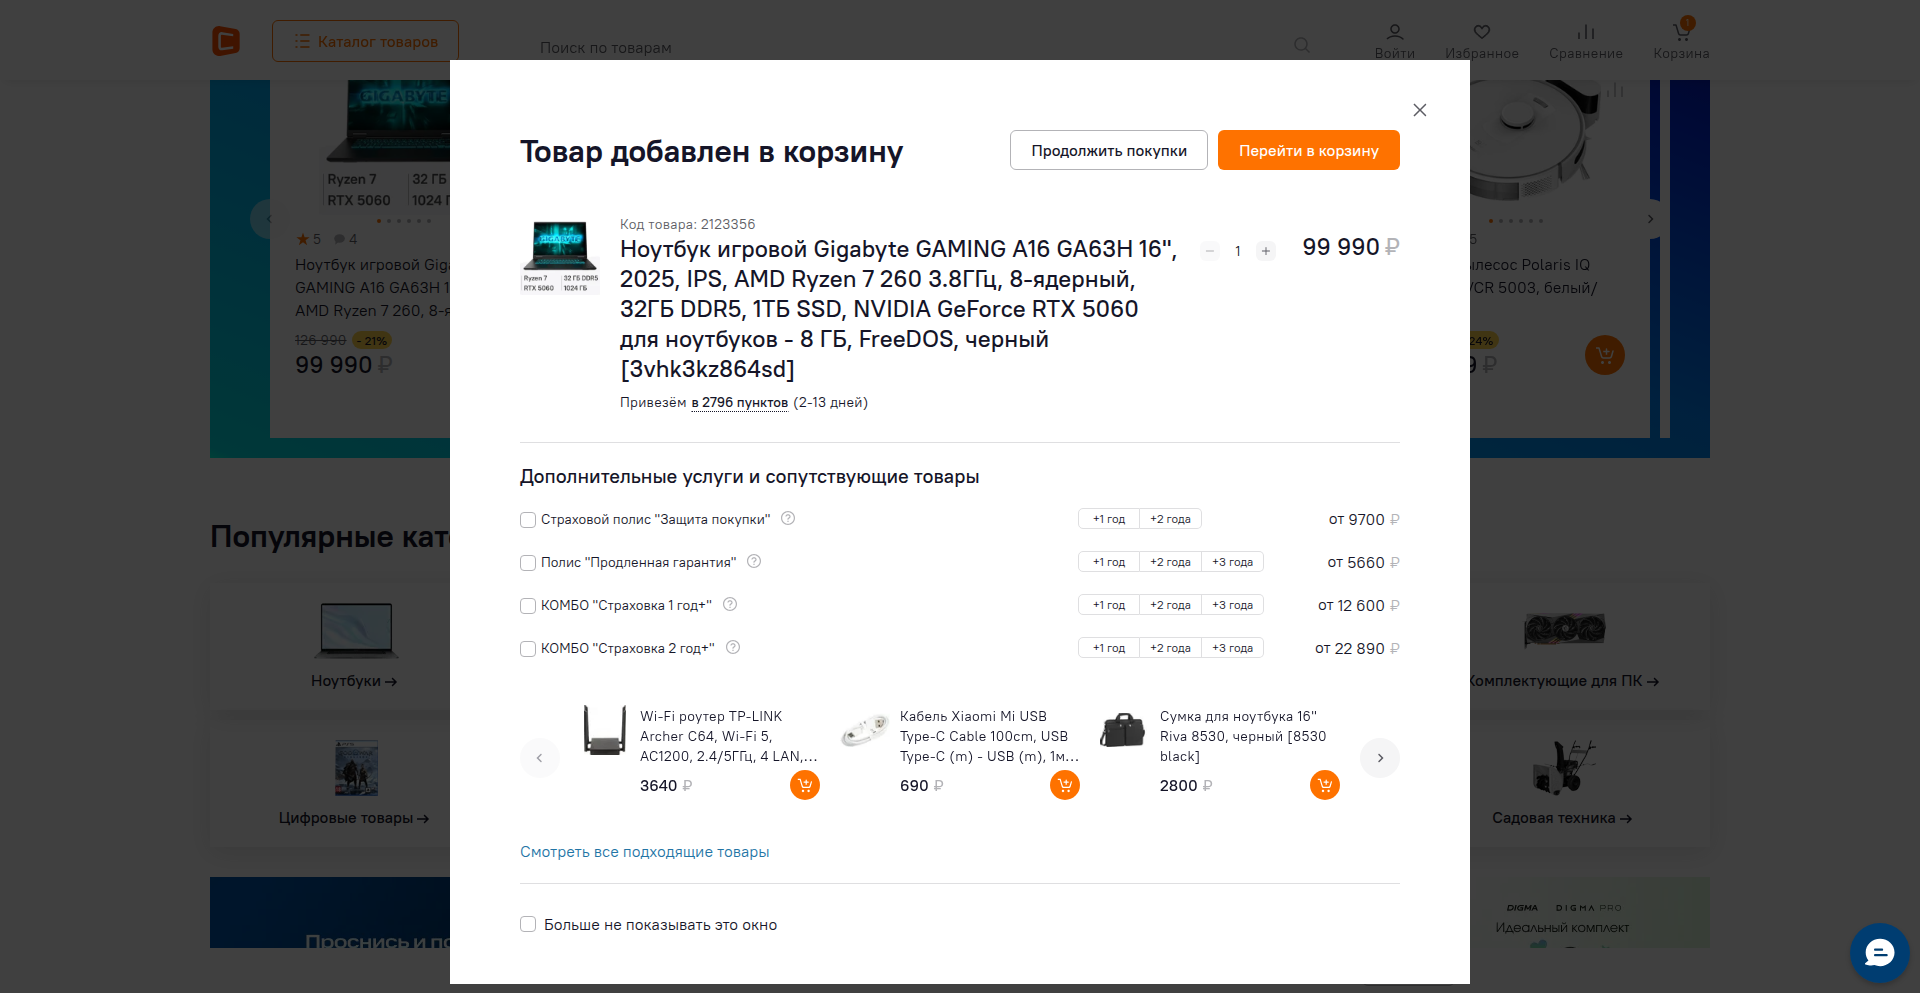 Каталог товаров
Поиск по товарам
Войти
Избранное
Сравнение
1
Корзина
Товар добавлен в корзину
Продолжить покупки
Перейти в корзину
Код товара: 2123356
Ноутбук игровой Gigabyte GAMING A16 GA63H 16",
2025, IPS, AMD Ryzen 7 260 3.8ГГц, 8-ядерный,
32ГБ DDR5, 1ТБ SSD, NVIDIA GeForce RTX 5060
для ноутбуков - 8 ГБ, FreeDOS, черный
[3vhk3kz864sd]
1
99 990 ₽
GIGABYTE
Ryzen 7
32 ГБ DDR5
RTX 5060
1024 ГБ
Привезём в 2796 пунктов (2-13 дней)
Дополнительные услуги и сопутствующие товары
Страховой полис "Защита покупки" ?
+1 год +2 года
от 9700 ₽
Полис "Продленная гарантия" ?
+1 год +2 года +3 года
от 5660 ₽
КОМБО "Страховка 1 год+" ?
+1 год +2 года +3 года
от 12 600 ₽
КОМБО "Страховка 2 год+" ?
+1 год +2 года +3 года
от 22 890 ₽
Wi-Fi роутер TP-LINK
Archer C64, Wi-Fi 5,
AC1200, 2.4/5ГГц, 4 LAN,...
3640 ₽
Кабель Xiaomi Mi USB
Type-C Cable 100cm, USB
Type-C (m) - USB (m), 1м...
690 ₽
Сумка для ноутбука 16"
Riva 8530, черный [8530
black]
2800 ₽
Смотреть все подходящие товары
Больше не показывать это окно
GIGABYTE
Ryzen 7
32 ГБ
RTX 5060
1024
5
4
Ноутбук игровой Giga
GAMING A16 GA63H 1
AMD Ryzen 7 260, 8-я
126 990
- 21%
99 990 ₽
Polaris IQ
VCR 5003, белый/
24%
₽
Популярные кат
Ноутбуки →
Цифровые товары →
Комплектующие для ПК →
Садовая техника →
Проснись и по
DIGMA
DIGMA PRO
Идеальный комплект